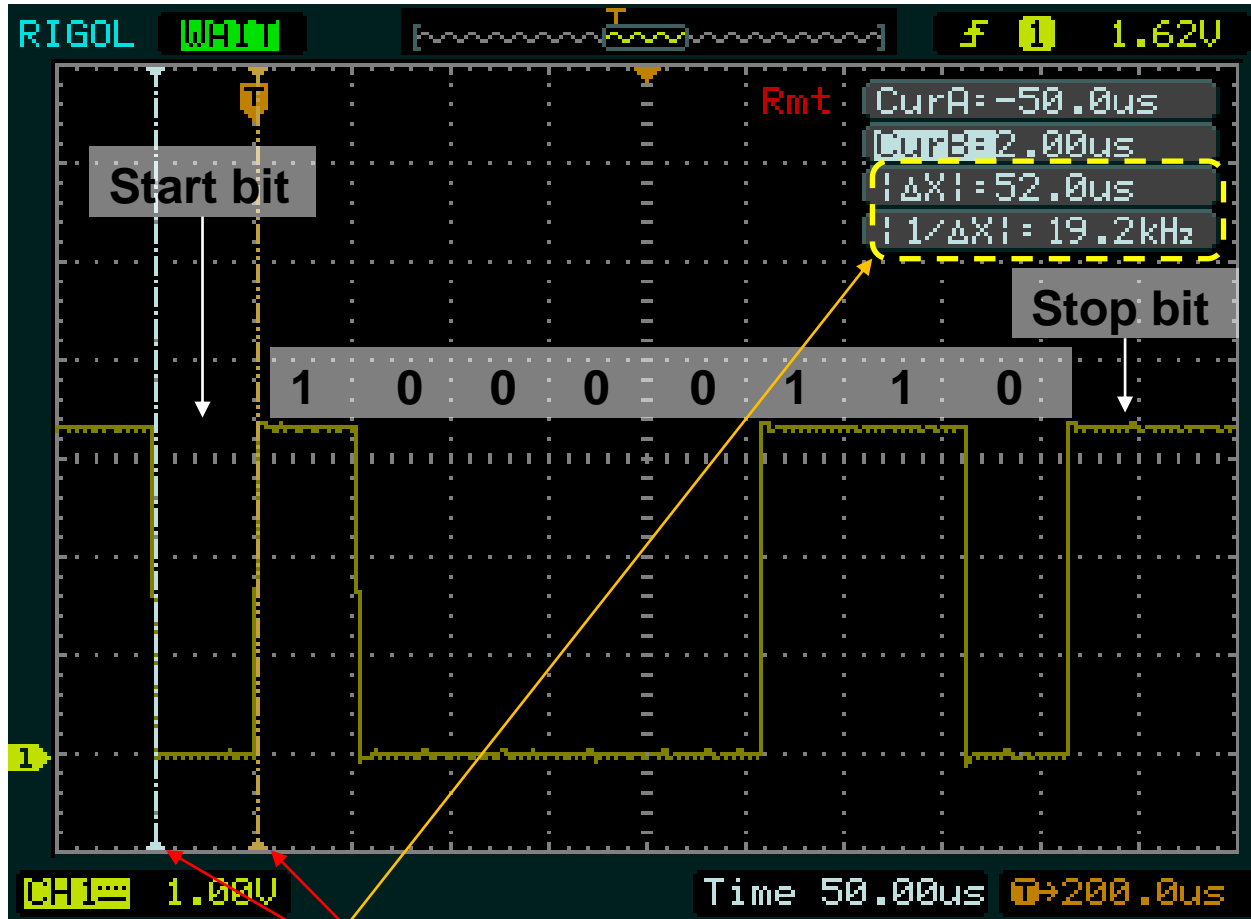 RIGOL WAIT T ƒ 1 1.62V
T Rmt CurA=-50.0us
CurB=2.00us
Start bit |ΔX|=52.0us
|1/ΔX|= 19.2kHz
Stop bit
1 0 0 0 0 1 1 0
1
CH1 1.00V Time 50.00us T→200.0us